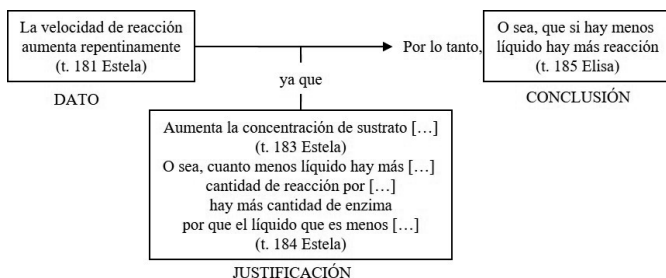 La velocidad de reacción
aumenta repentinamente
(t. 181 Estela)
DATO
Por lo tanto,
O sea, que si hay menos
líquido hay más reacción
(t. 185 Elisa)
CONCLUSIÓN
ya que
Aumenta la concentración de sustrato […]
(t. 183 Estela)
O sea, cuanto menos líquido hay más […]
cantidad de reacción por […]
hay más cantidad de enzima
por que el líquido que es menos […]
(t. 184 Estela)
JUSTIFICACIÓN